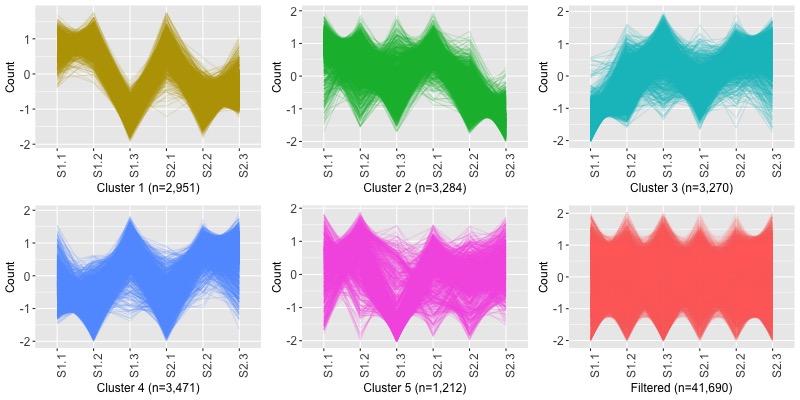 2
1
0
-1
-2
Count
S1.1
S1.2
S1.3
S2.1
S2.2
S2.3
Cluster 1 (n=2,951)
2
1
0
-1
-2
Count
S1.1
S1.2
S1.3
S2.1
S2.2
S2.3
Cluster 2 (n=3,284)
2
1
0
-1
-2
Count
S1.1
S1.2
S1.3
S2.1
S2.2
S2.3
Cluster 3 (n=3,270)
2
1
0
-1
-2
Count
S1.1
S1.2
S1.3
S2.1
S2.2
S2.3
Cluster 4 (n=3,471)
2
1
0
-1
-2
Count
S1.1
S1.2
S1.3
S2.1
S2.2
S2.3
Cluster 5 (n=1,212)
2
1
0
-1
-2
Count
S1.1
S1.2
S1.3
S2.1
S2.2
S2.3
Filtered (n=41,690)